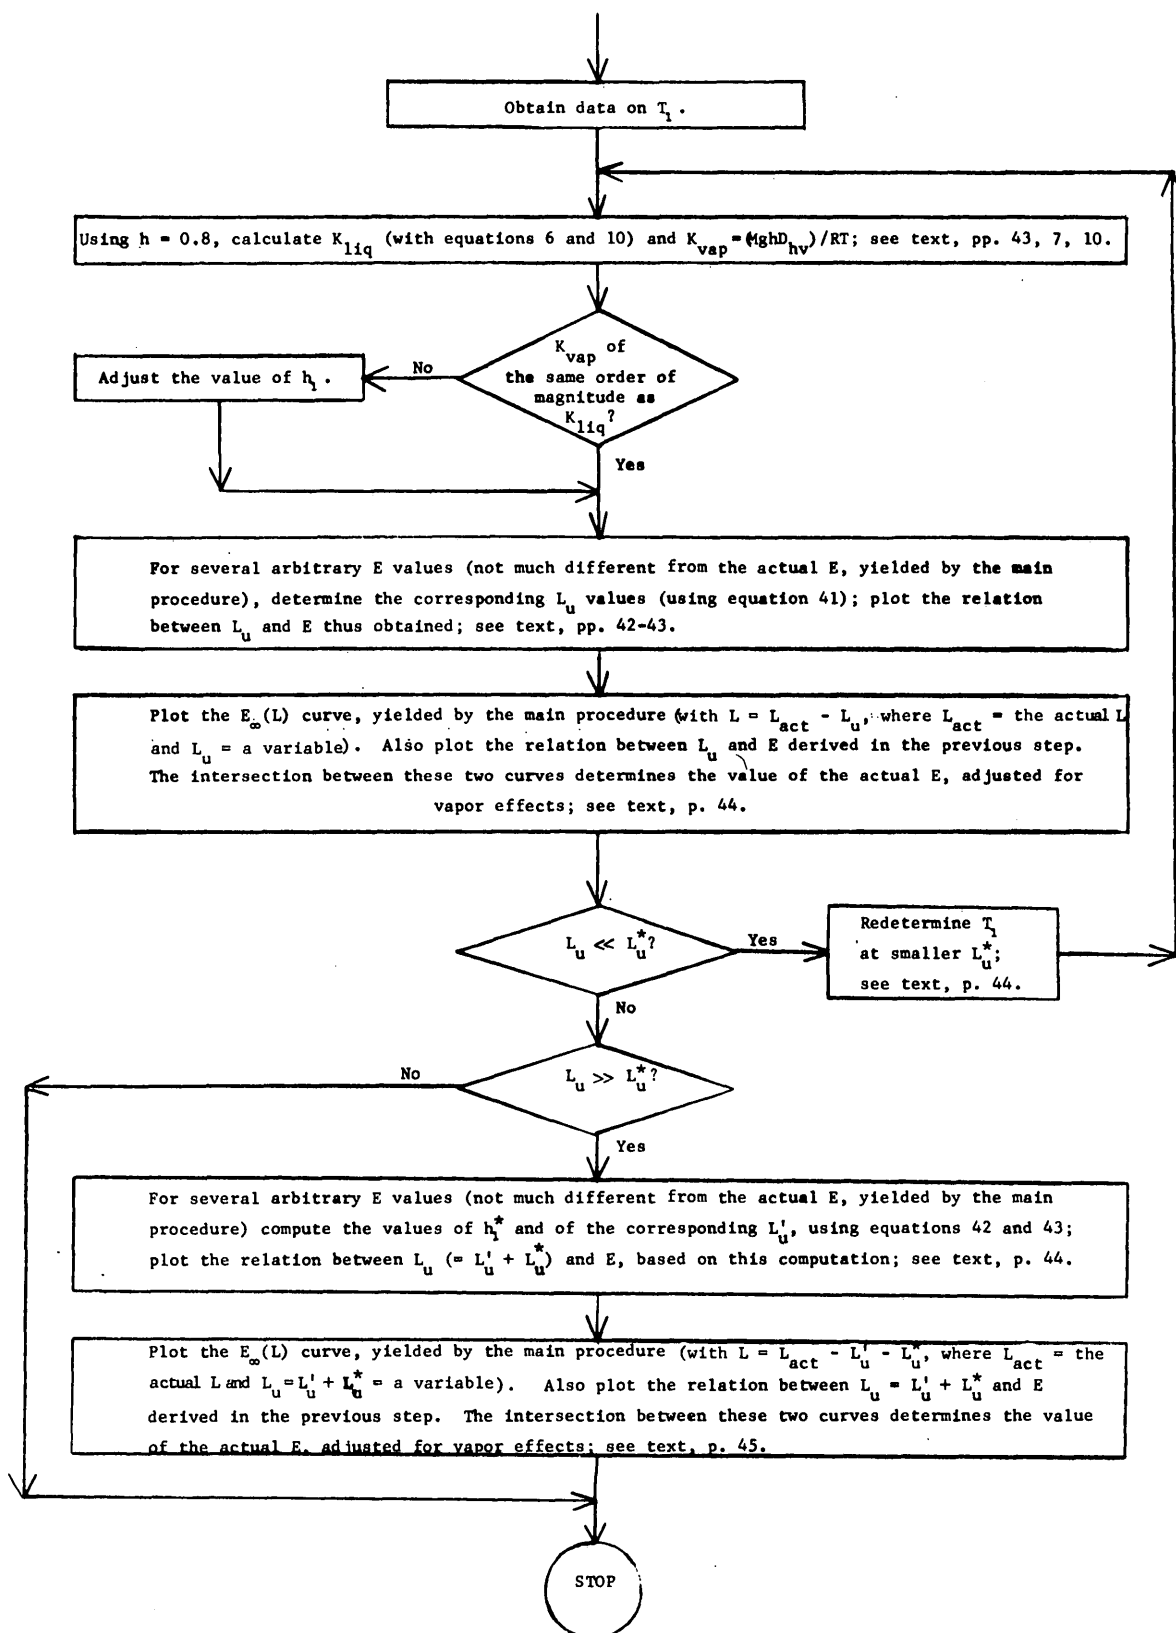 Obtain data on T₁.
Using h = 0.8, calculate K_liq (with equations 6 and 10) and K_vap = (MghD_hv)/RT; see text, pp. 43, 7, 10.
K_vap of
the same order of
magnitude as
K_liq?
No
Adjust the value of h₁.
Yes
For several arbitrary E values (not much different from the actual E, yielded by the main
procedure), determine the corresponding L_u values (using equation 41); plot the relation
between L_u and E thus obtained; see text, pp. 42-43.
Plot the E_∞(L) curve, yielded by the main procedure (with L = L_act - L_u, where L_act = the actual L
and L_u = a variable). Also plot the relation between L_u and E derived in the previous step.
The intersection between these two curves determines the value of the actual E, adjusted for
vapor effects; see text, p. 44.
L_u ≪ L_u^*?
Yes
Redetermine T₁
at smaller L_u^*;
see text, p. 44.
No
L_u ≫ L_u^*?
No
Yes
For several arbitrary E values (not much different from the actual E, yielded by the main
procedure) compute the values of h₁^* and of the corresponding L_u', using equations 42 and 43;
plot the relation between L_u (= L_u' + L_u^*) and E, based on this computation; see text, p. 44.
Plot the E_∞(L) curve, yielded by the main procedure (with L = L_act - L_u' - L_u^*, where L_act = the
actual L and L_u = L_u' + L_u^* = a variable). Also plot the relation between L_u = L_u' + L_u^* and E
derived in the previous step. The intersection between these two curves determines the value
of the actual E, adjusted for vapor effects; see text, p. 45.
STOP